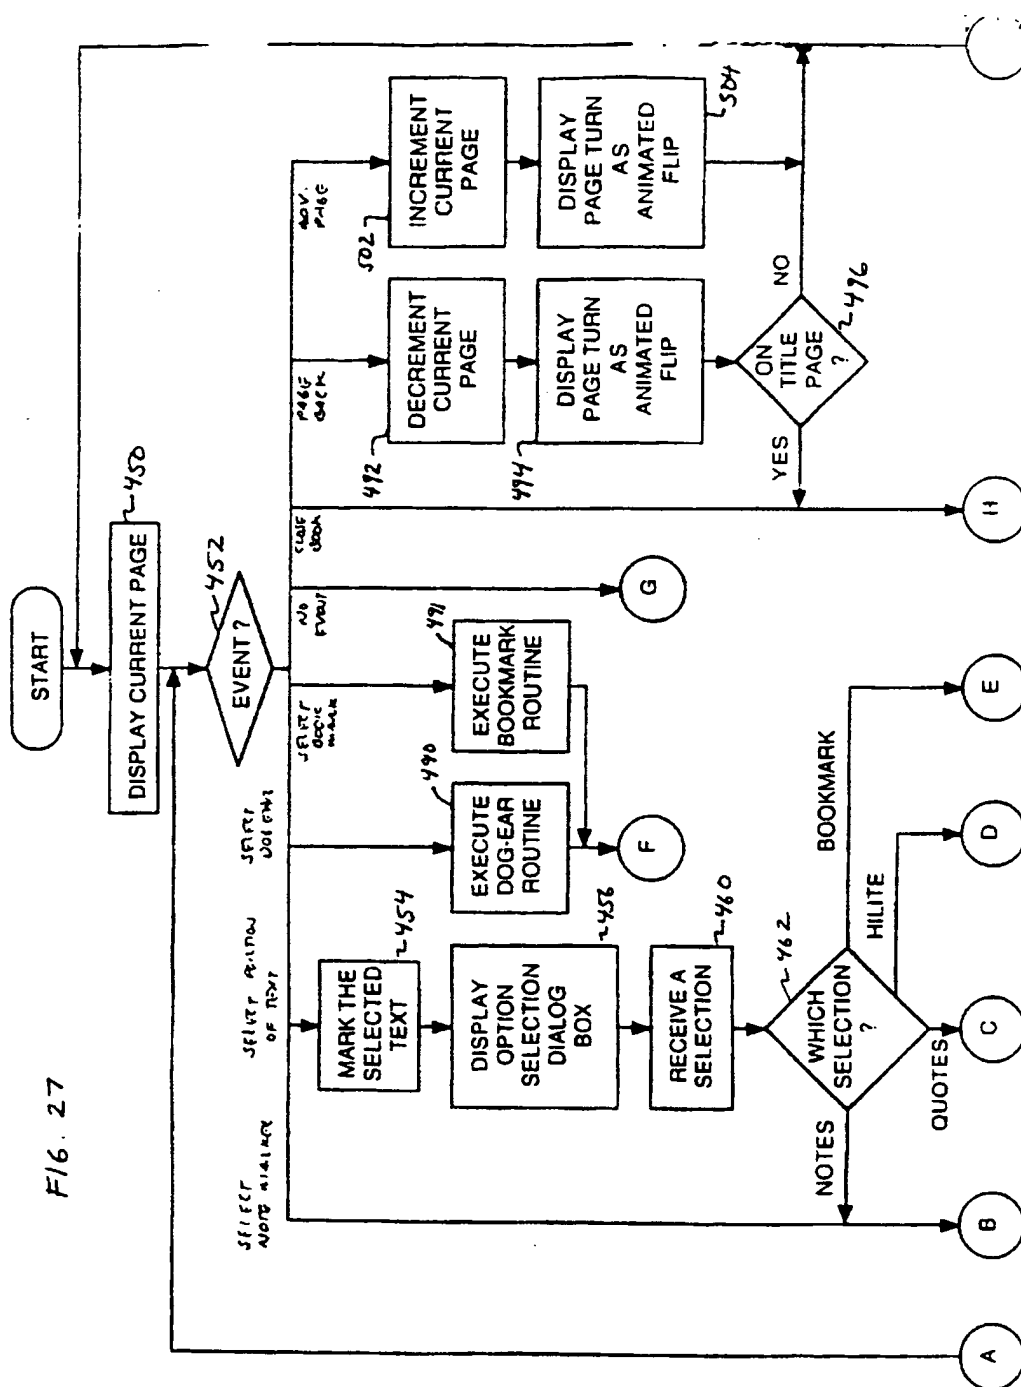 FIG. 27
START
DISPLAY CURRENT PAGE
450
EVENT?
452
SELECT
NOTE MARKER
SELECT PORTION
OF TEXT
SELECT
DOG EAR
SELECT
BOOK
MARK
NO
EVENT
CLOSE
BOOK
PAGE
BACK
ADV.
PAGE
MARK THE
SELECTED
TEXT
454
DISPLAY
OPTION
SELECTION
DIALOG
BOX
456
RECEIVE A
SELECTION
460
WHICH
SELECTION
?
462
NOTES
QUOTES
HILITE
BOOKMARK
EXECUTE
DOG-EAR
ROUTINE
490
EXECUTE
BOOKMARK
ROUTINE
491
DECREMENT
CURRENT
PAGE
492
DISPLAY
PAGE TURN
AS
ANIMATED
FLIP
494
ON
TITLE
PAGE
?
496
YES
NO
INCREMENT
CURRENT
PAGE
502
DISPLAY
PAGE TURN
AS
ANIMATED
FLIP
504
A
B
C
D
E
F
G
H